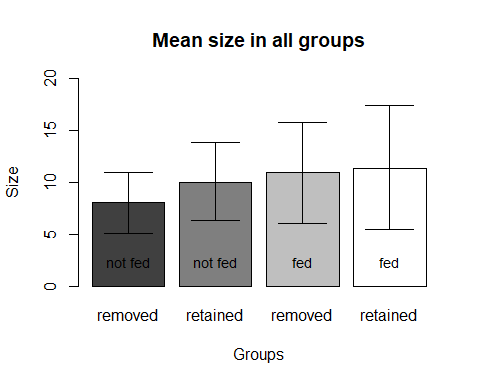 Mean size in all groups
20
15
10
5
0
Size
not fed not fed fed fed
removed retained removed retained
Groups